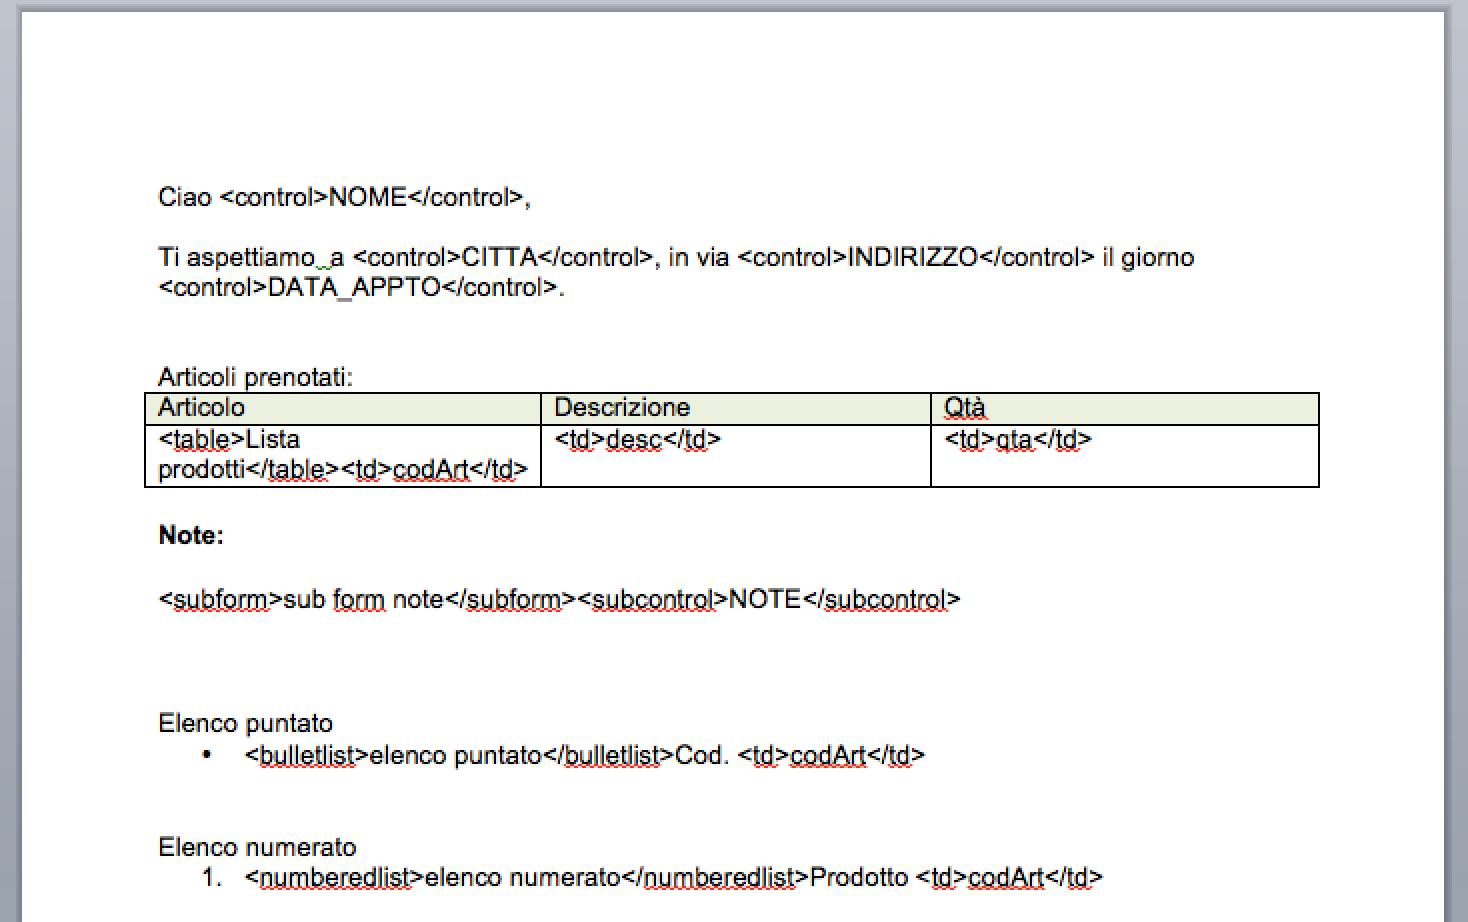 Ciao <control>NOME</control>,
Ti aspettiamo  a <control>CITTA</control>, in via <control>INDIRIZZO</control> il giorno
<control>DATA_APPTO</control>.
Articoli prenotati:
Articolo Descrizione Qtà
<table>Lista <td>desc</td> <td>qta</td>
prodotti</table><td>codArt</td>
Note:
<subform>sub form note</subform><subcontrol>NOTE</subcontrol>
Elenco puntato
• <bulletlist>elenco puntato</bulletlist>Cod. <td>codArt</td>
Elenco numerato
1. <numberedlist>elenco numerato</numberedlist>Prodotto <td>codArt</td>